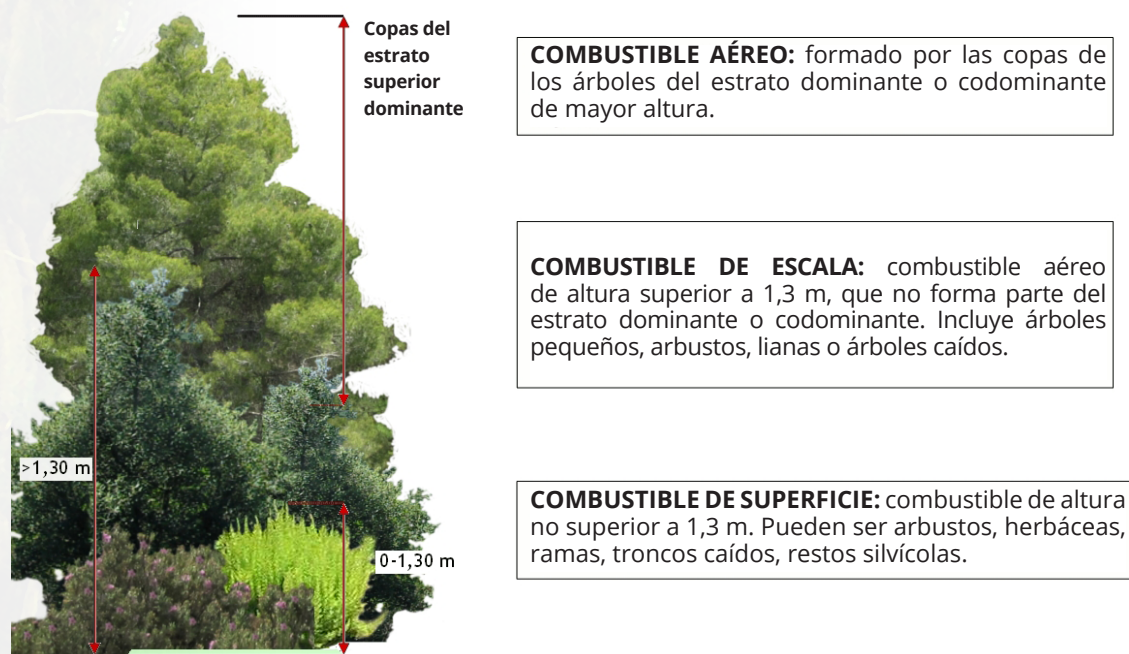 Copas del
estrato
superior
dominante
COMBUSTIBLE AÉREO: formado por las copas de
los árboles del estrato dominante o codominante
de mayor altura.
COMBUSTIBLE DE ESCALA: combustible aéreo
de altura superior a 1,3 m, que no forma parte del
estrato dominante o codominante. Incluye árboles
pequeños, arbustos, lianas o árboles caídos.
>1,30 m
COMBUSTIBLE DE SUPERFICIE: combustible de altura
no superior a 1,3 m. Pueden ser arbustos, herbáceas,
ramas, troncos caídos, restos silvícolas.
0-1,30 m